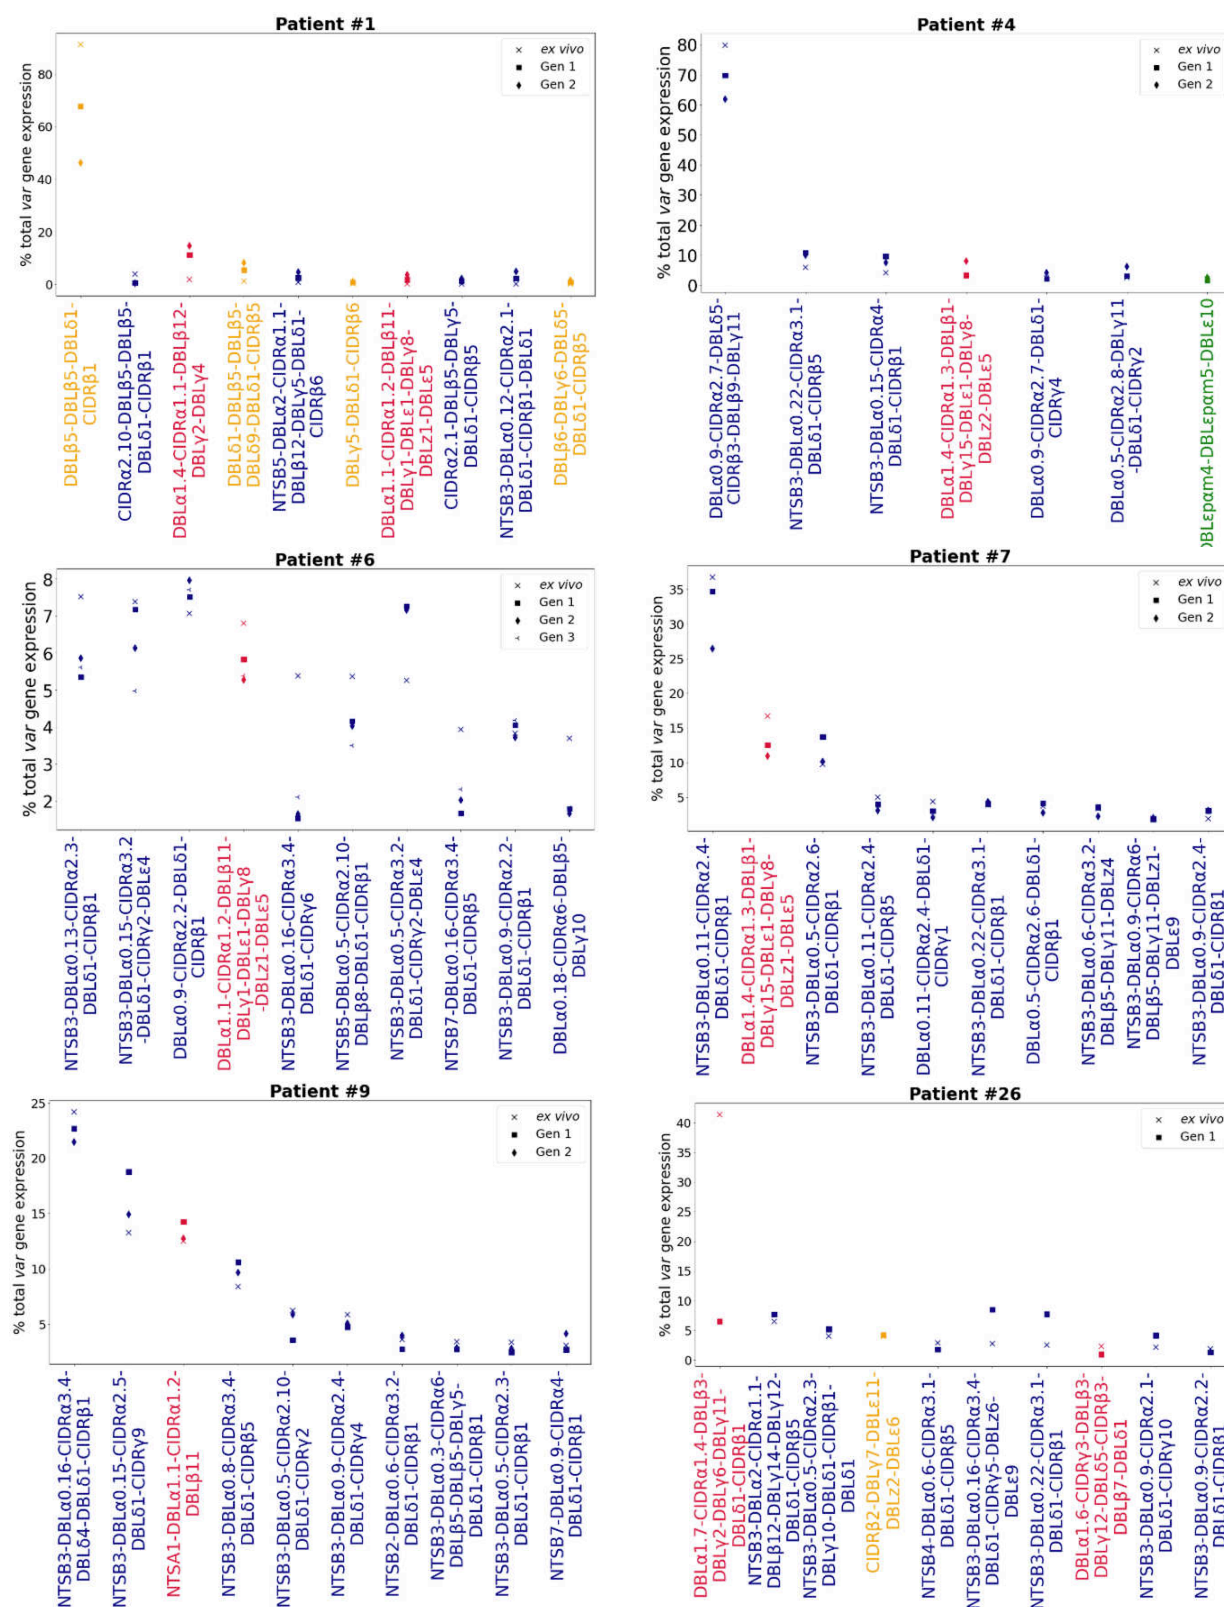 Patient #1
% total var gene expression
80
60
40
20
0
ex vivo
Gen 1
Gen 2
DBLβ5-DBLβ5-DBLδ1-
CIDRβ1
CIDRα2.10-DBLβ5-DBLβ5-
DBLδ1-CIDRβ1
DBLα1.4-CIDRα1.1-DBLβ12-
DBLγ2-DBLγ4
DBLδ1-DBLβ5-DBLβ5-
DBLδ9-DBLδ1-CIDRβ5
NTSB5-DBLα2-CIDRα1.1-
DBLβ12-DBLγ5-DBLδ1-
CIDRβ6
DBLγ5-DBLδ1-CIDRβ6
DBLα1.1-CIDRα1.2-DBLβ11-
DBLγ1-DBLε1-DBLγ8-
DBLz1-DBLε5
CIDRα2.1-DBLβ5-DBLγ5-
DBLδ1-CIDRβ5
NTSB3-DBLα0.12-CIDRα2.1-
DBLδ1-CIDRβ1-DBLδ1
DBLβ6-DBLγ6-DBLδ5-
DBLδ1-CIDRβ5
Patient #4
% total var gene expression
80
70
60
50
40
30
20
10
0
ex vivo
Gen 1
Gen 2
DBLα0.9-CIDRα2.7-DBLδ5-
CIDRβ3-DBLβ9-DBLγ11
NTSB3-DBLα0.22-CIDRα3.1-
DBLδ1-CIDRβ5
NTSB3-DBLα0.15-CIDRα4-
DBLδ1-CIDRβ1
DBLα1.4-CIDRα1.3-DBLβ1-
DBLγ15-DBLε1-DBLγ8-
DBLz2-DBLε5
DBLα0.9-CIDRα2.7-DBLδ1-
CIDRγ4
DBLα0.5-CIDRα2.8-DBLγ11
-DBLδ1-CIDRγ2
DBLεpαm4-DBLεpαm5-DBLε10
Patient #6
% total var gene expression
8
7
6
5
4
3
2
ex vivo
Gen 1
Gen 2
Gen 3
NTSB3-DBLα0.13-CIDRα2.3-
DBLδ1-CIDRβ1
NTSB3-DBLα0.15-CIDRα3.2
-DBLδ1-CIDRγ2-DBLε4
DBLα0.9-CIDRα2.2-DBLδ1-
CIDRβ1
DBLα1.1-CIDRα1.2-DBLβ11-
DBLγ1-DBLε1-DBLγ8
-DBLz1-DBLε5
NTSB3-DBLα0.16-CIDRα3.4-
DBLδ1-CIDRγ6
NTSB5-DBLα0.5-CIDRα2.10-
DBLβ8-DBLδ1-CIDRβ1
NTSB3-DBLα0.5-CIDRα3.2-
DBLδ1-CIDRγ2-DBLε4
NTSB7-DBLα0.16-CIDRα3.4-
DBLδ1-CIDRβ5
NTSB3-DBLα0.9-CIDRα2.2-
DBLδ1-CIDRβ1
DBLα0.18-CIDRα6-DBLβ5-
DBLγ10
Patient #7
% total var gene expression
35
30
25
20
15
10
5
ex vivo
Gen 1
Gen 2
NTSB3-DBLα0.11-CIDRα2.4-
DBLδ1-CIDRβ1
DBLα1.4-CIDRα1.3-DBLβ1-
DBLγ15-DBLε1-DBLγ8-
DBLz1-DBLε5
NTSB3-DBLα0.5-CIDRα2.6-
DBLδ1-CIDRβ1
NTSB3-DBLα0.11-CIDRα2.4-
DBLδ1-CIDRβ5
DBLα0.11-CIDRα2.4-DBLδ1-
CIDRγ1
NTSB3-DBLα0.22-CIDRα3.1-
DBLδ1-CIDRβ1
DBLα0.5-CIDRα2.6-DBLδ1-
CIDRβ1
NTSB3-DBLα0.6-CIDRα3.2-
DBLβ5-DBLγ11-DBLz4
NTSB3-DBLα0.9-CIDRα6-
DBLβ5-DBLγ11-DBLz1-
DBLε9
NTSB3-DBLα0.9-CIDRα2.4-
DBLδ1-CIDRβ1
Patient #9
% total var gene expression
25
20
15
10
5
ex vivo
Gen 1
Gen 2
NTSB3-DBLα0.16-CIDRα3.4-
DBLδ4-DBLδ1-CIDRβ1
NTSB3-DBLα0.15-CIDRα2.5-
DBLδ1-CIDRγ9
NTSA1-DBLα1.1-CIDRα1.2-
DBLβ11
NTSB3-DBLα0.8-CIDRα3.4-
DBLδ1-CIDRβ5
NTSB3-DBLα0.5-CIDRα2.10-
DBLδ1-CIDRγ2
NTSB3-DBLα0.9-CIDRα2.4-
DBLδ1-CIDRγ4
NTSB2-DBLα0.6-CIDRα3.2-
DBLδ1-CIDRβ1
NTSB3-DBLα0.3-CIDRα6-
DBLβ5-DBLβ5-DBLγ5-
DBLδ1-CIDRβ1
NTSB3-DBLα0.5-CIDRα2.3-
DBLδ1-CIDRβ1
NTSB7-DBLα0.9-CIDRα4-
DBLδ1-CIDRβ1
Patient #26
% total var gene expression
40
35
30
25
20
15
10
5
0
ex vivo
Gen 1
DBLα1.7-CIDRα1.4-DBLβ3-
DBLγ2-DBLγ6-DBLγ11-
DBLδ1-CIDRβ1
NTSB3-DBLα2-CIDRα1.1-
DBLβ12-DBLγ14-DBLγ12-
DBLδ1-CIDRβ5
NTSB3-DBLα0.5-CIDRα2.3-
DBLγ10-DBLδ1-CIDRβ1-
DBLδ1
CIDRβ2-DBLγ7-DBLε11-
DBLz2-DBLε6
NTSB4-DBLα0.6-CIDRα3.1-
DBLδ1-CIDRβ5
NTSB3-DBLα0.16-CIDRα3.4-
DBLδ1-CIDRγ5-DBLz6-
DBLε9
NTSB3-DBLα0.22-CIDRα3.1-
DBLδ1-CIDRβ1
DBLα1.6-CIDRγ3-DBLβ3-
DBLγ12-DBLδ5-CIDRβ3-
DBLβ7-DBLδ1
NTSB3-DBLα0.9-CIDRα2.1-
DBLδ1-CIDRγ10
NTSB3-DBLα0.9-CIDRα2.2-
DBLδ1-CIDRβ1